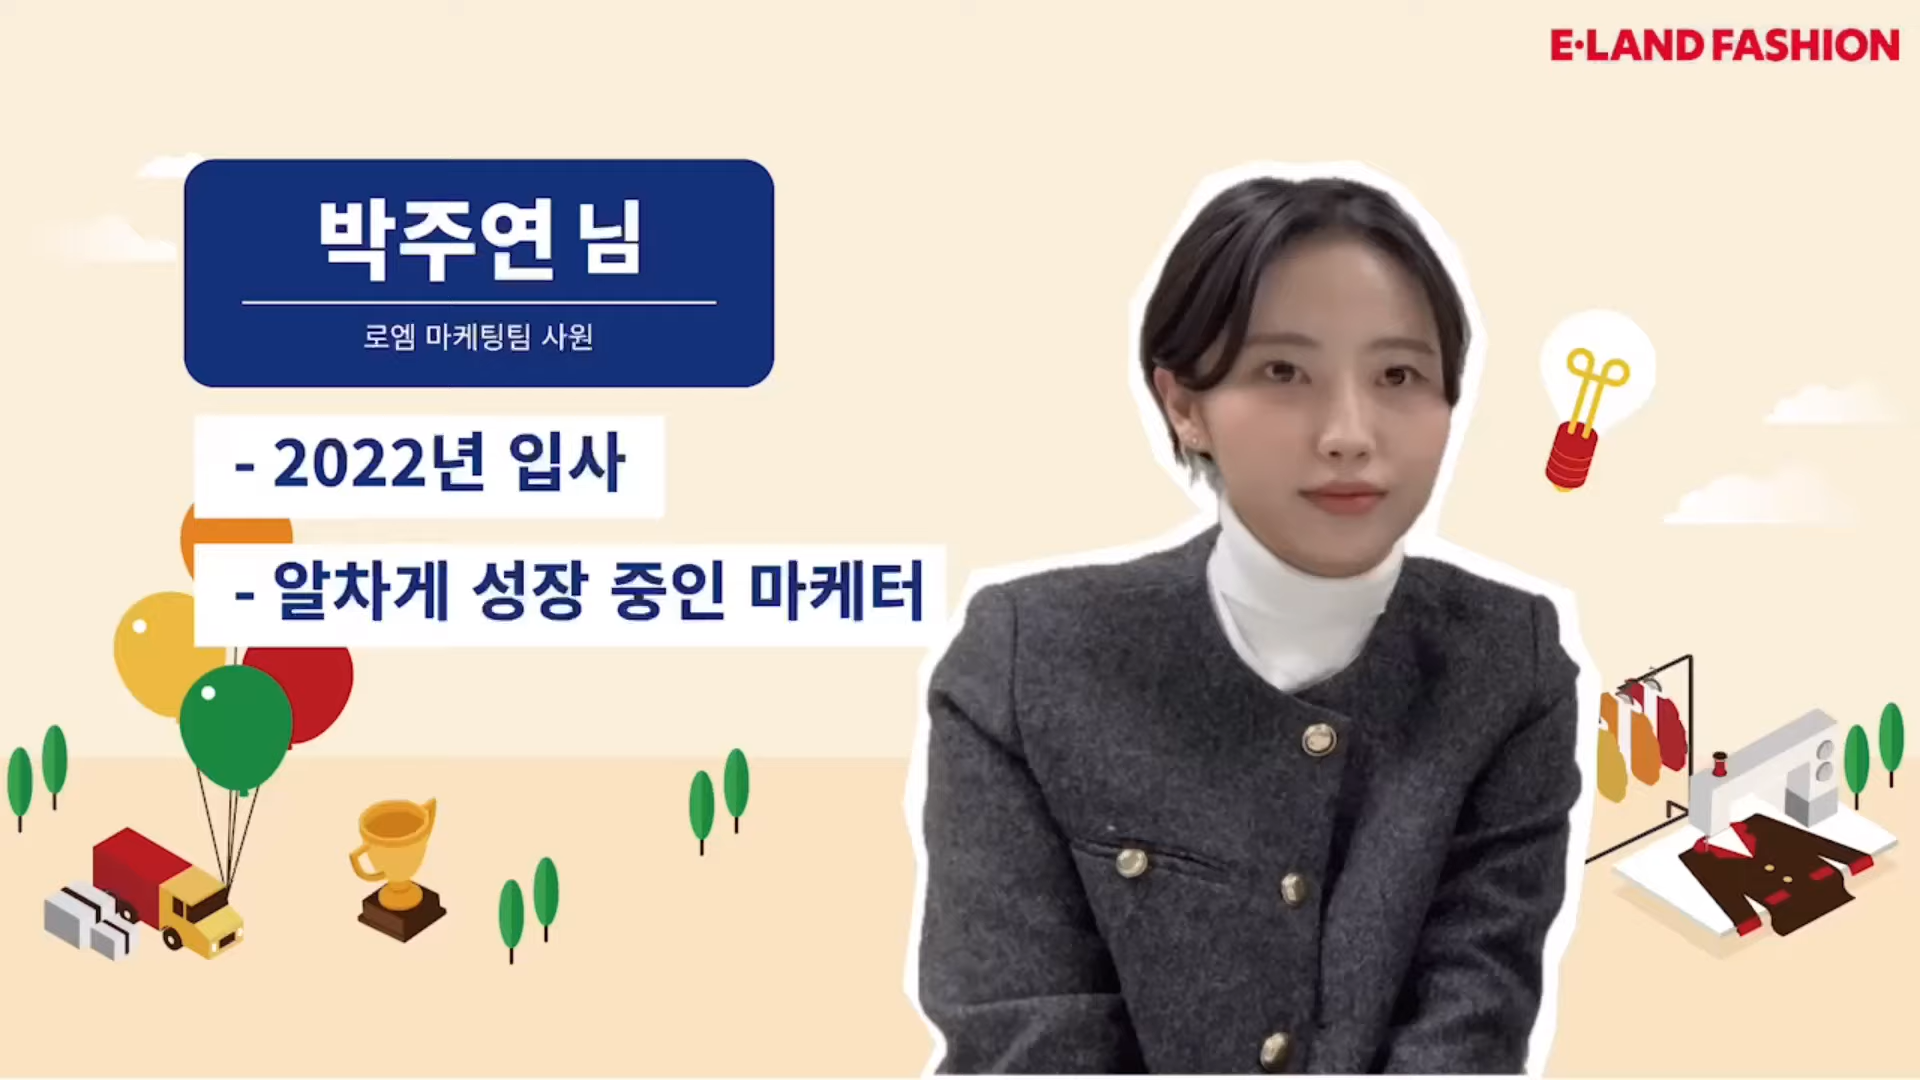 E·LAND FASHION
박주연 님
로엠 마케팅팀 사원
- 2022년 입사
- 알차게 성장 중인 마케터